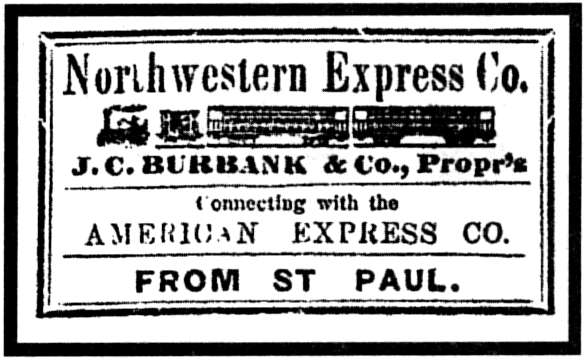 Northwestern Express Co.
J. C. BURBANK & Co., Propr's
Connecting with the
AMERICAN EXPRESS CO.
FROM ST PAUL.